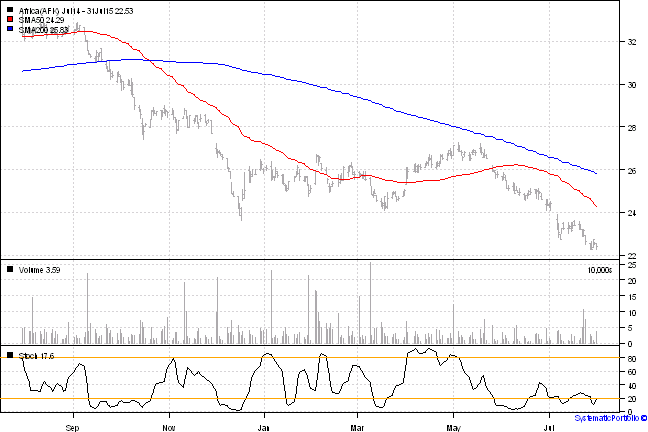 Africa(AFK) Jul14 - 31Jul15 22.53
SMA50 24.29
SMA200 25.83
32
30
28
26
24
22
Volume 3.59
10,000s
25
20
15
10
5
0
Stoch 17.6
80
60
40
20
0
Sep
Nov
Jan
Mar
May
Jul
SystematicPortfolio ©